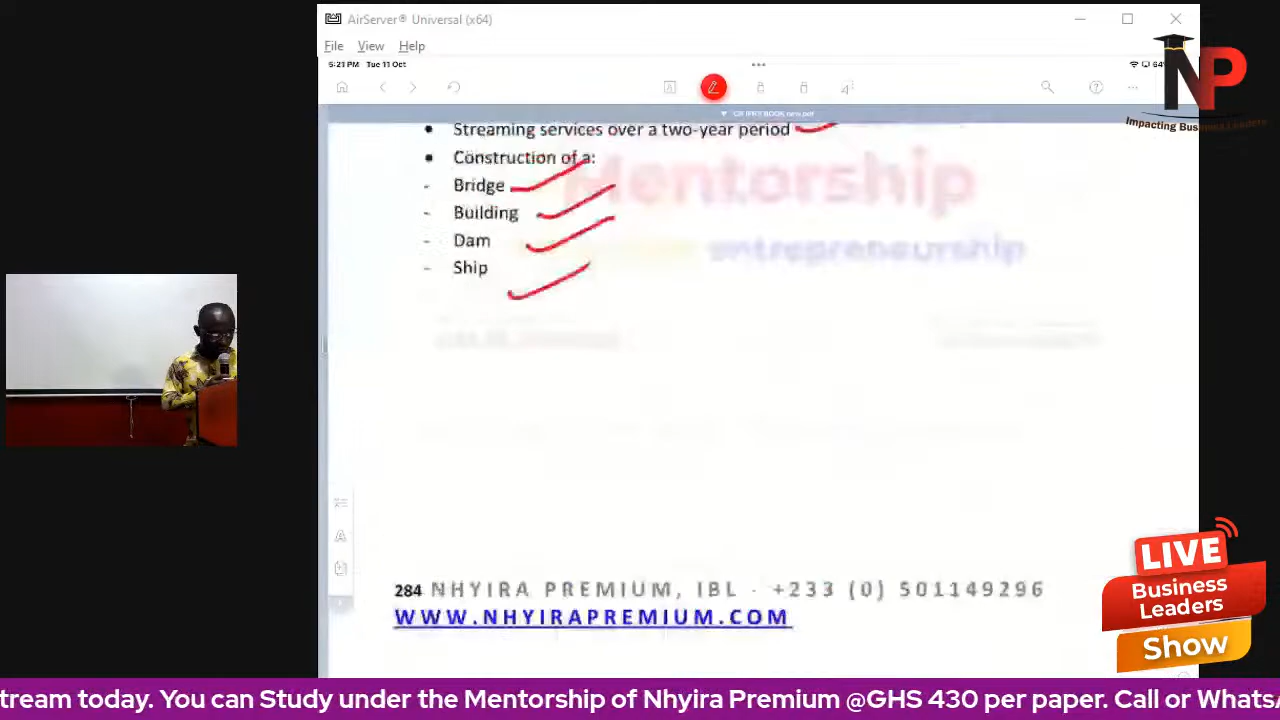 AirServer® Universal (x64)
File View Help
5:21 PM Tue 11 Oct
64%
NP
Impacting Business Leaders
• Streaming services over a two-year period
• Construction of a:
- Bridge
- Building
- Dam
- Ship
Mentorship
entrepreneurship
284 NHYIRA PREMIUM, IBL - +233 (0) 501149296
WWW.NHYIRAPREMIUM.COM
LIVE
Business
Leaders
Show
tream today. You can Study under the Mentorship of Nhyira Premium @GHS 430 per paper. Call or Whats